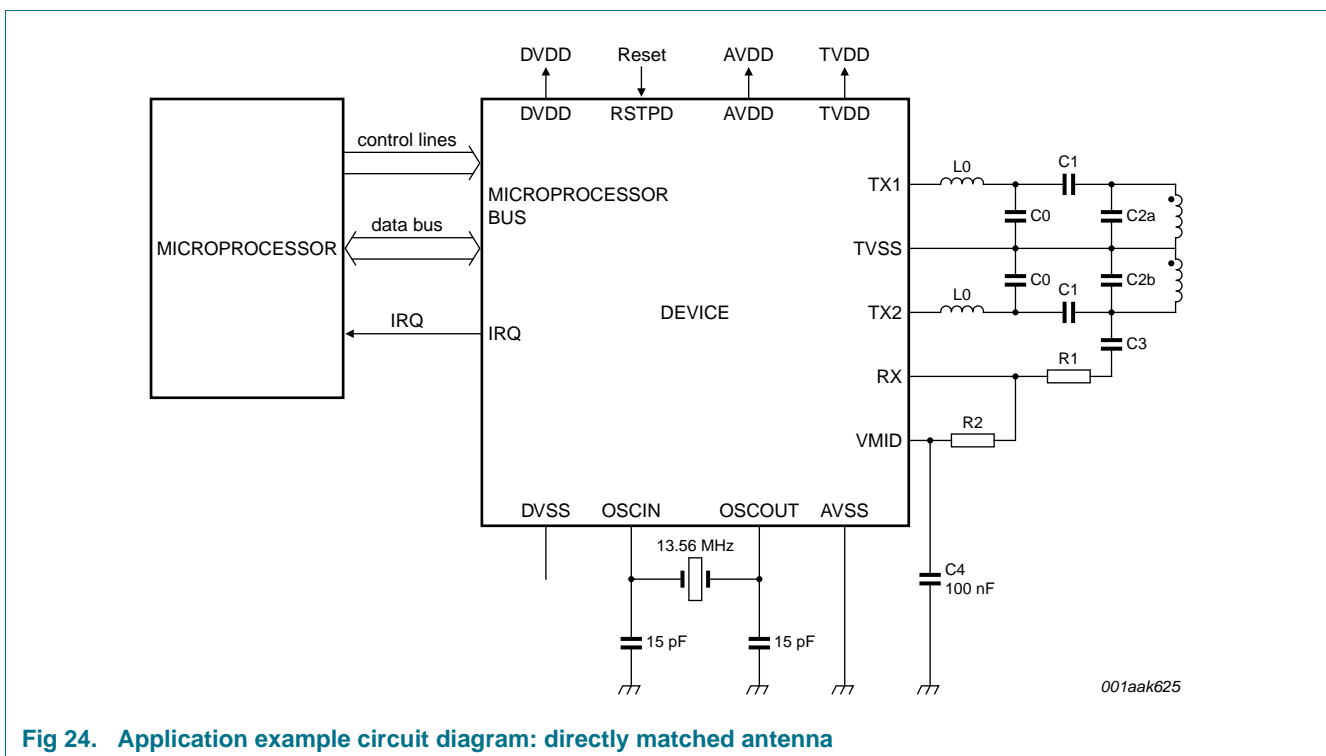 DVDD Reset AVDD TVDD
DVDD RSTPD AVDD TVDD
control lines
MICROPROCESSOR
BUS
data bus
MICROPROCESSOR
IRQ
IRQ
DEVICE
TX1
TVSS
TX2
RX
VMID
L0
C1
C0
C2a
C0
C2b
L0
C1
C3
R1
R2
DVSS OSCIN OSCOUT AVSS
13.56 MHz
15 pF
15 pF
C4
100 nF
001aak625
Fig 24. Application example circuit diagram: directly matched antenna